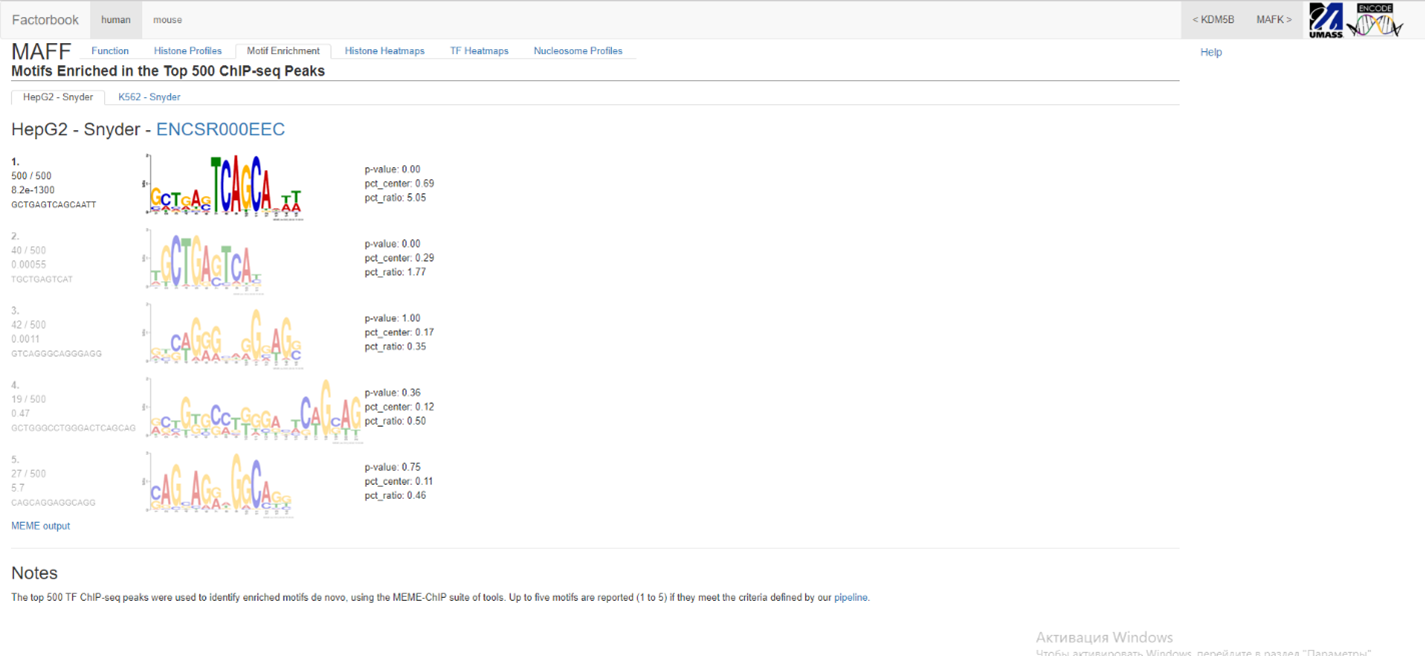 Factorbook human mouse < KDM5B MAFK > UMASS ENCODE
MAFF Function Histone Profiles Motif Enrichment Histone Heatmaps TF Heatmaps Nucleosome Profiles Help
Motifs Enriched in the Top 500 ChIP-seq Peaks
HepG2 - Snyder K562 - Snyder
HepG2 - Snyder - ENCSR000EEC
1.
500 / 500
8.2e-1300
GCTGAGTCAGCAATT
p-value: 0.00
pct_center: 0.69
pct_ratio: 5.05
2.
40 / 500
0.00055
TGCTGAGTCAT
p-value: 0.00
pct_center: 0.29
pct_ratio: 1.77
3.
42 / 500
0.0011
GTCAGGGCAGGGAGG
p-value: 1.00
pct_center: 0.17
pct_ratio: 0.35
4.
19 / 500
0.47
GCTGGGCCTGGGACTCAGCAG
p-value: 0.36
pct_center: 0.12
pct_ratio: 0.50
5.
27 / 500
5.7
CAGCAGGAGGCAGG
p-value: 0.75
pct_center: 0.11
pct_ratio: 0.46
MEME output
Notes
The top 500 TF ChIP-seq peaks were used to identify enriched motifs de novo, using the MEME-ChIP suite of tools. Up to five motifs are reported (1 to 5) if they meet the criteria defined by our pipeline.
Активация Windows
Чтобы активировать Windows, перейдите в раздел "Параметры".